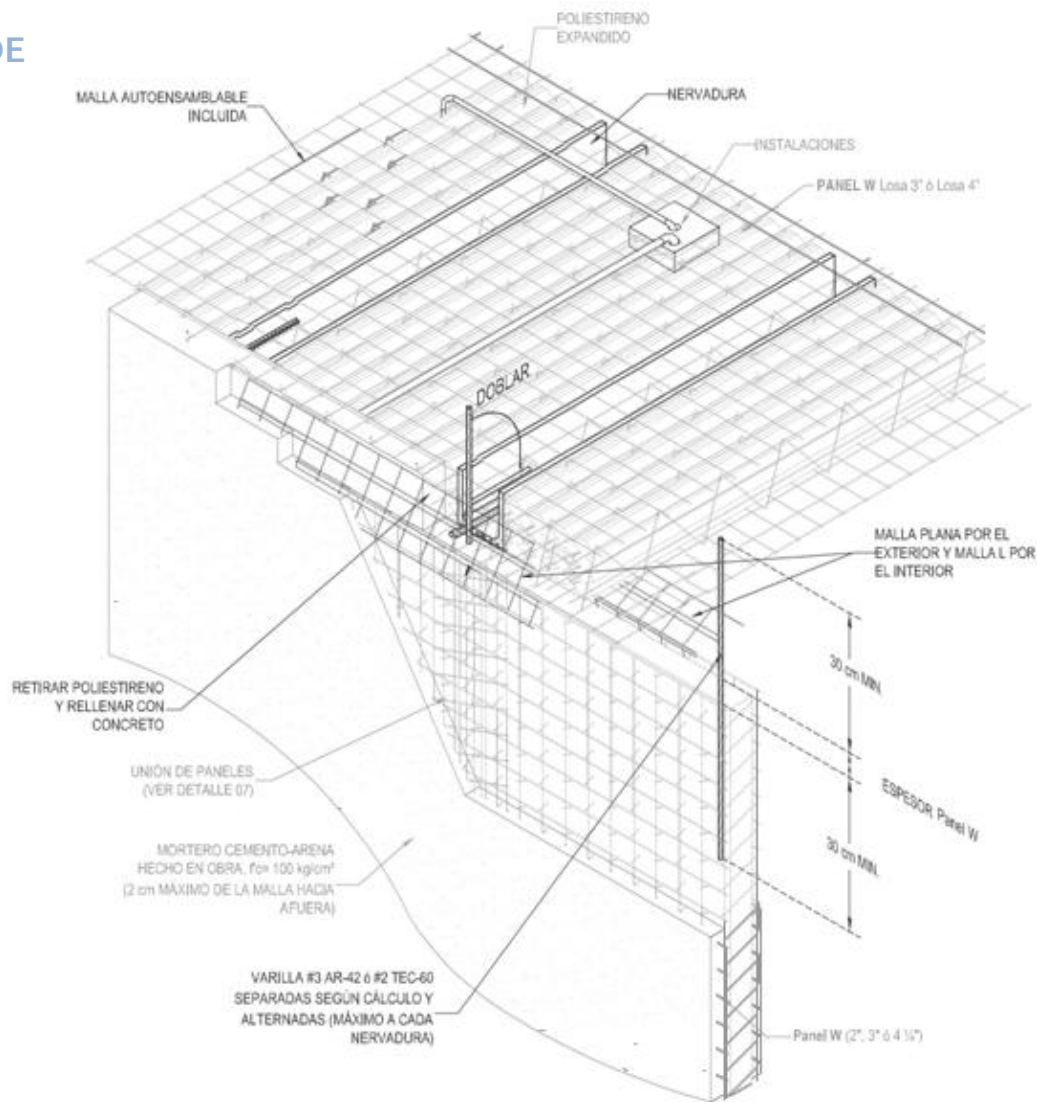 DE
POLIESTIRENO
EXPANDIDO
MALLA AUTOENSAMBLABLE
INCLUIDA
NERVADURA
INSTALACIONES
PANEL W Losa 3" ó Losa 4"
DOBLAR
MALLA PLANA POR EL
EXTERIOR Y MALLA L POR
EL INTERIOR
30 cm MIN.
ESPESOR Panel W
30 cm MIN.
RETIRAR POLIESTIRENO
Y RELLENAR CON
CONCRETO
UNIÓN DE PANELES
(VER DETALLE 07)
MORTERO CEMENTO-ARENA
HECHO EN OBRA, f'c= 100 kg/cm²
(2 cm MÁXIMO DE LA MALLA HACIA
AFUERA)
VARILLA #3 AR-42 ó #2 TEC-60
SEPARADAS SEGÚN CÁLCULO Y
ALTERNADAS (MÁXIMO A CADA
NERVADURA)
Panel W (2", 3" ó 4 ½")